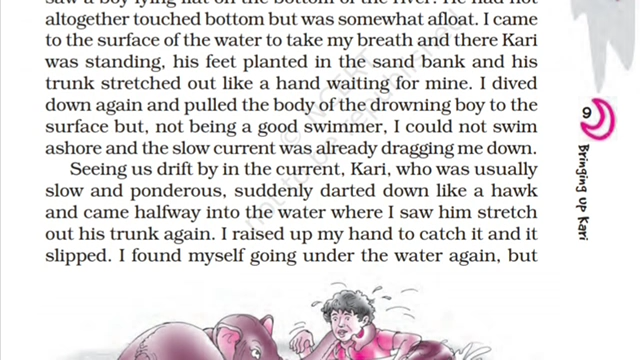 saw a boy lying flat on the bottom of the river. He had not
altogether touched bottom but was somewhat afloat. I came
to the surface of the water to take my breath and there Kari
was standing, his feet planted in the sand bank and his
trunk stretched out like a hand waiting for mine. I dived
down again and pulled the body of the drowning boy to the
surface but, not being a good swimmer, I could not swim
ashore and the slow current was already dragging me down.
Seeing us drift by in the current, Kari, who was usually
slow and ponderous, suddenly darted down like a hawk
and came halfway into the water where I saw him stretch
out his trunk again. I raised up my hand to catch it and it
slipped. I found myself going under the water again, but
9
Bringing up Kari
© NCERT
not to be republished